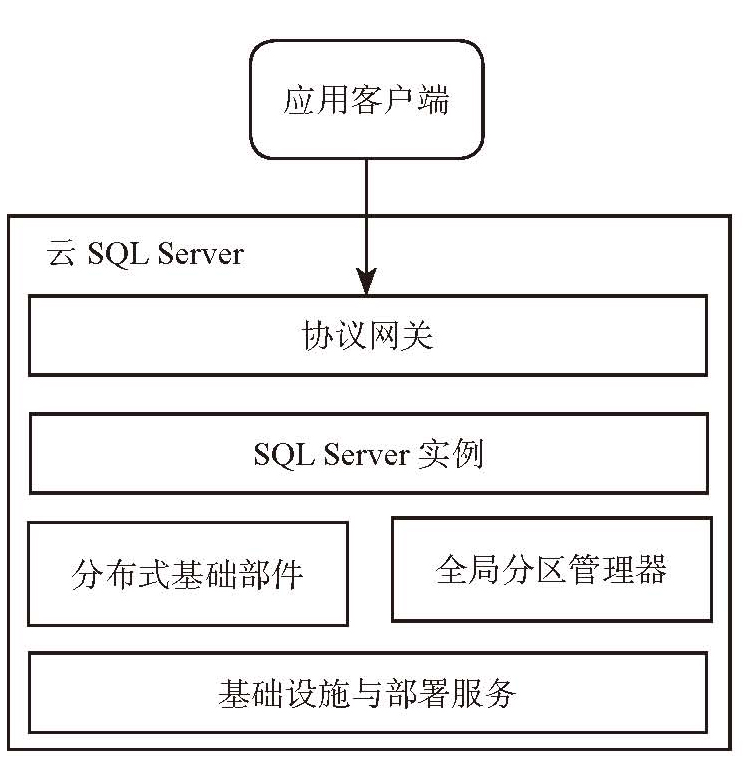 应用客户端
云 SQL Server
协议网关
SQL Server 实例
分布式基础部件
全局分区管理器
基础设施与部署服务